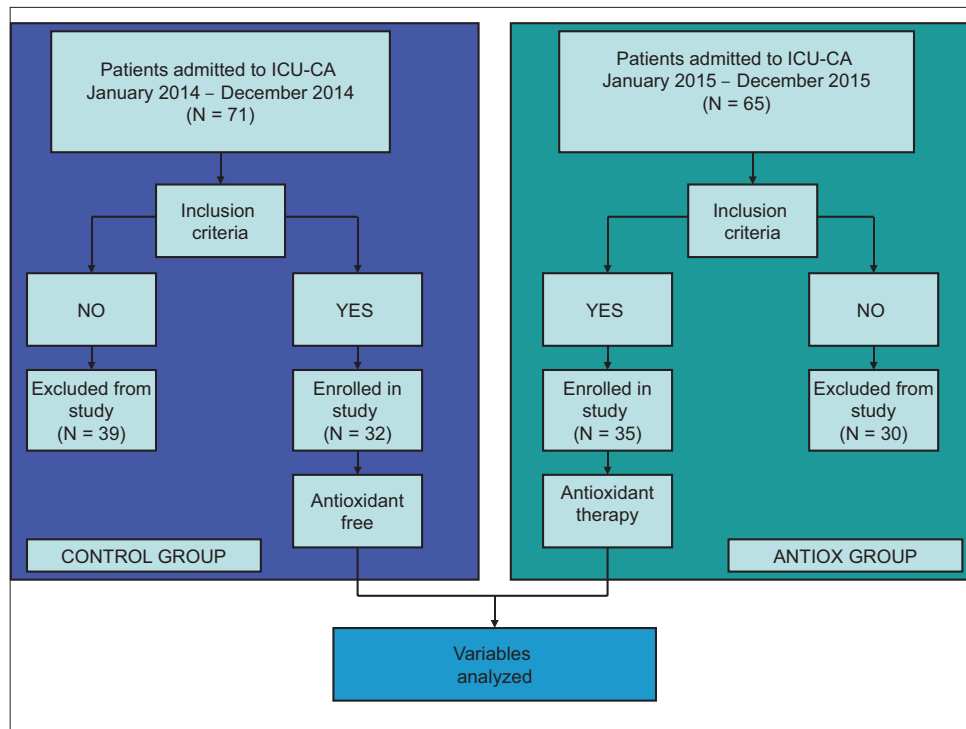 Patients admitted to ICU-CA
January 2014 – December 2014
(N = 71)
Inclusion
criteria
NO
YES
Excluded from
study
(N = 39)
Enrolled in
study
(N = 32)
Antioxidant
free
CONTROL GROUP
Patients admitted to ICU-CA
January 2015 – December 2015
(N = 65)
Inclusion
criteria
YES
NO
Enrolled in
study
(N = 35)
Excluded from
study
(N = 30)
Antioxidant
therapy
ANTIOX GROUP
Variables
analyzed